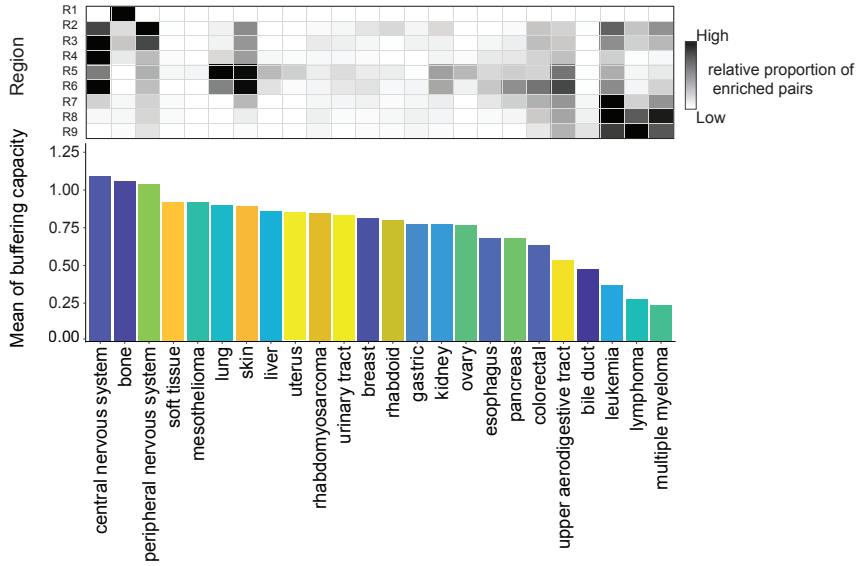 Region
R1
R2
R3
R4
R5
R6
R7
R8
R9
High
relative proportion of
enriched pairs
Low
Mean of buffering capacity
1.25
1.00
0.75
0.50
0.25
0.00
central nervous system
bone
peripheral nervous system
soft tissue
mesothelioma
lung
skin
liver
uterus
rhabdomyosarcoma
urinary tract
breast
rhabdoid
gastric
kidney
ovary
esophagus
pancreas
colorectal
upper aerodigestive tract
bile duct
leukemia
lymphoma
multiple myeloma